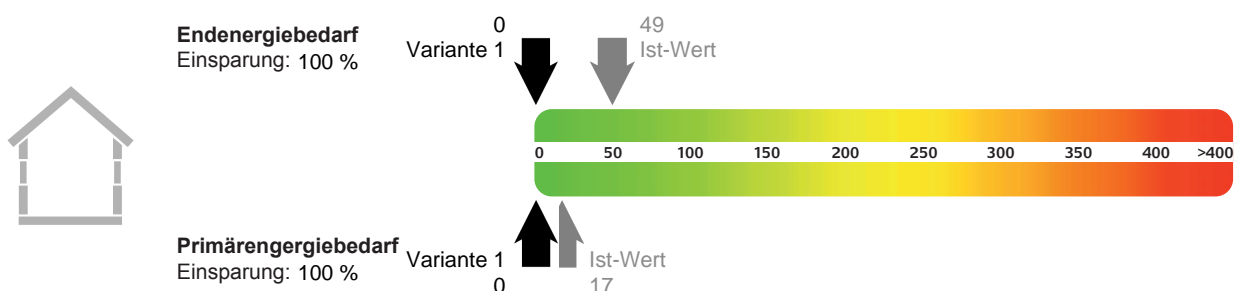 Endenergiebedarf
Einsparung: 100 %
0
Variante 1
49
Ist-Wert
0 50 100 150 200 250 300 350 400 >400
Primärengergiebedarf
Einsparung: 100 %
Variante 1
0
Ist-Wert
17